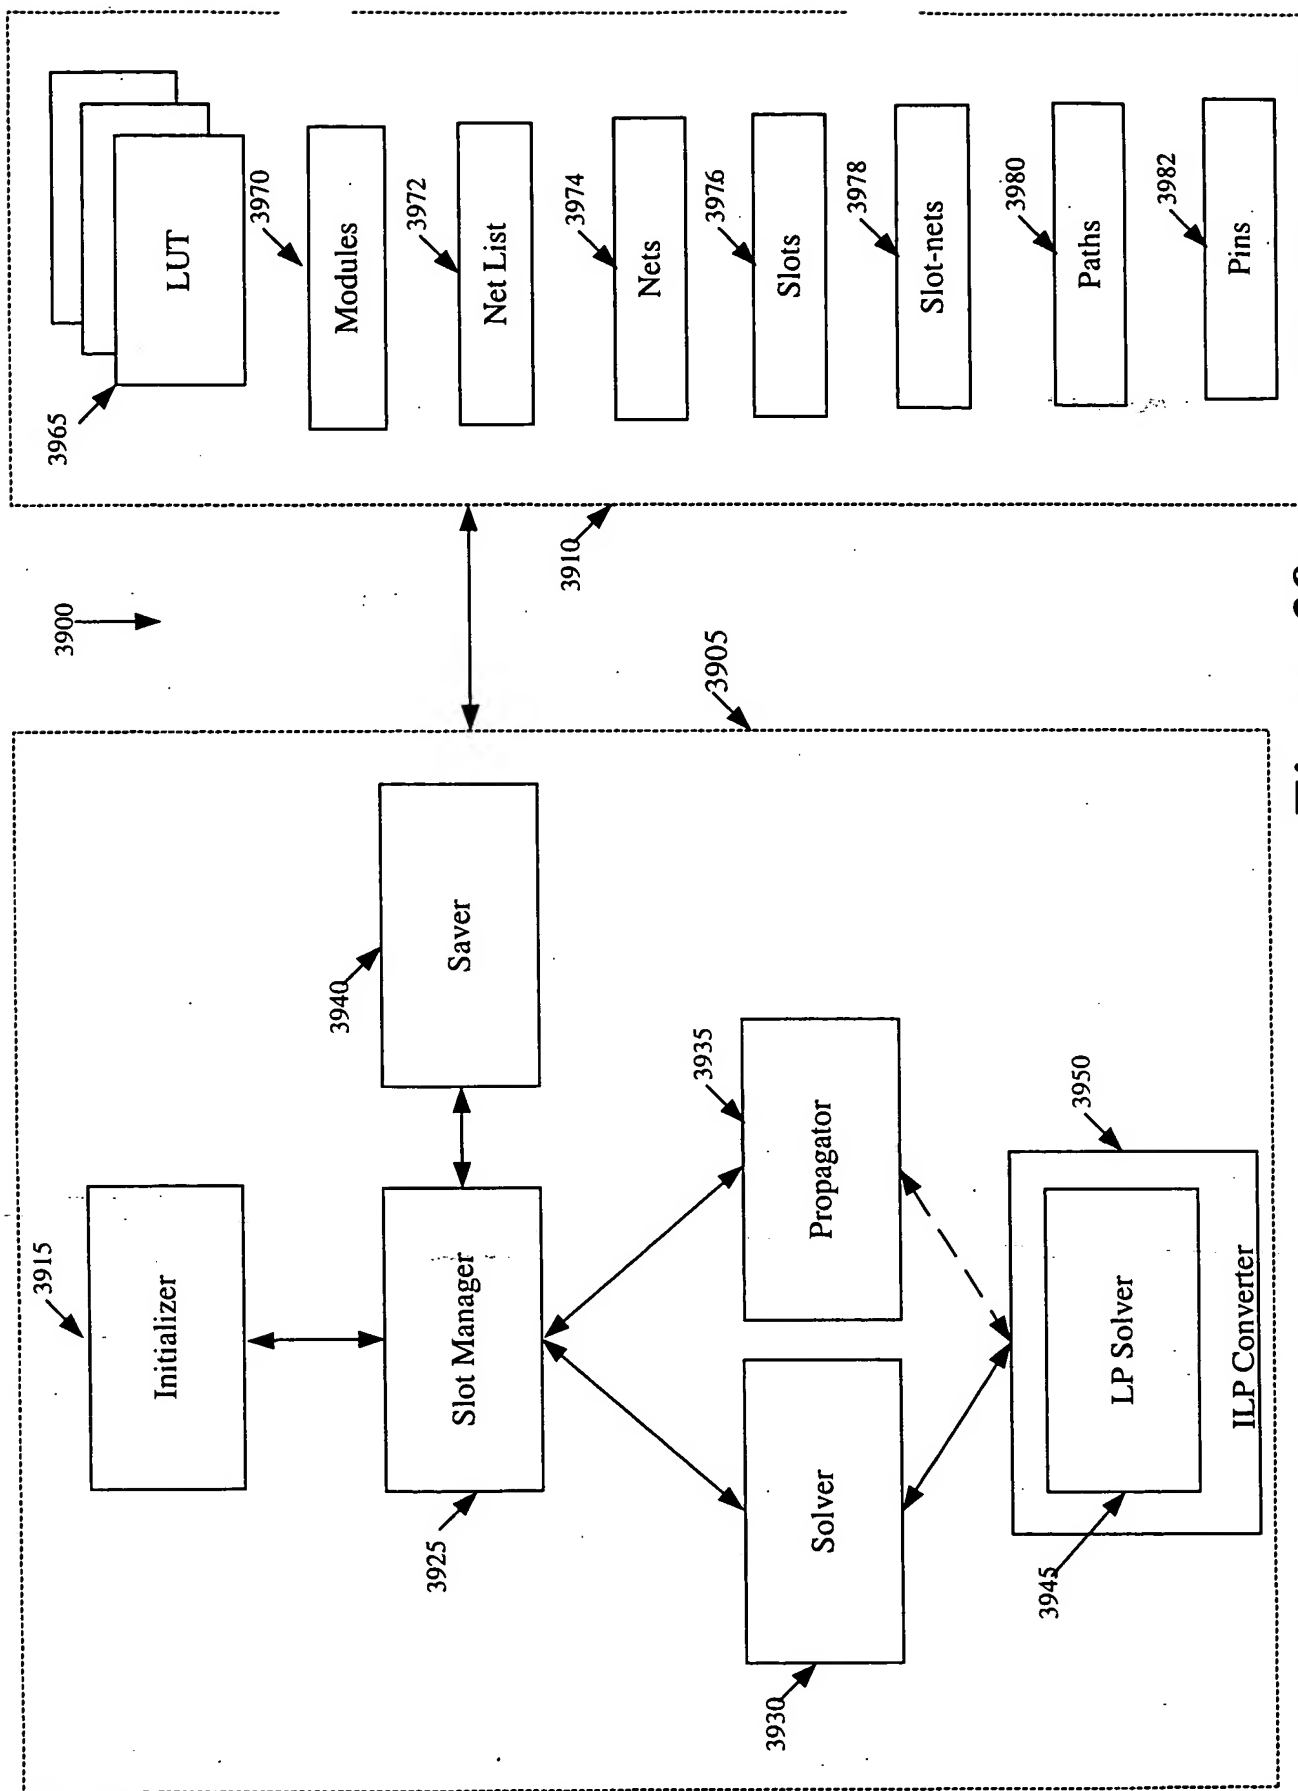 3900
3905
3915
Initializer
3925
Slot Manager
3940
Saver
3930
Solver
3935
Propagator
3945
LP Solver
3950
ILP Converter
3910
3965
LUT
3970
Modules
3972
Net List
3974
Nets
3976
Slots
3978
Slot-nets
3980
Paths
3982
Pins